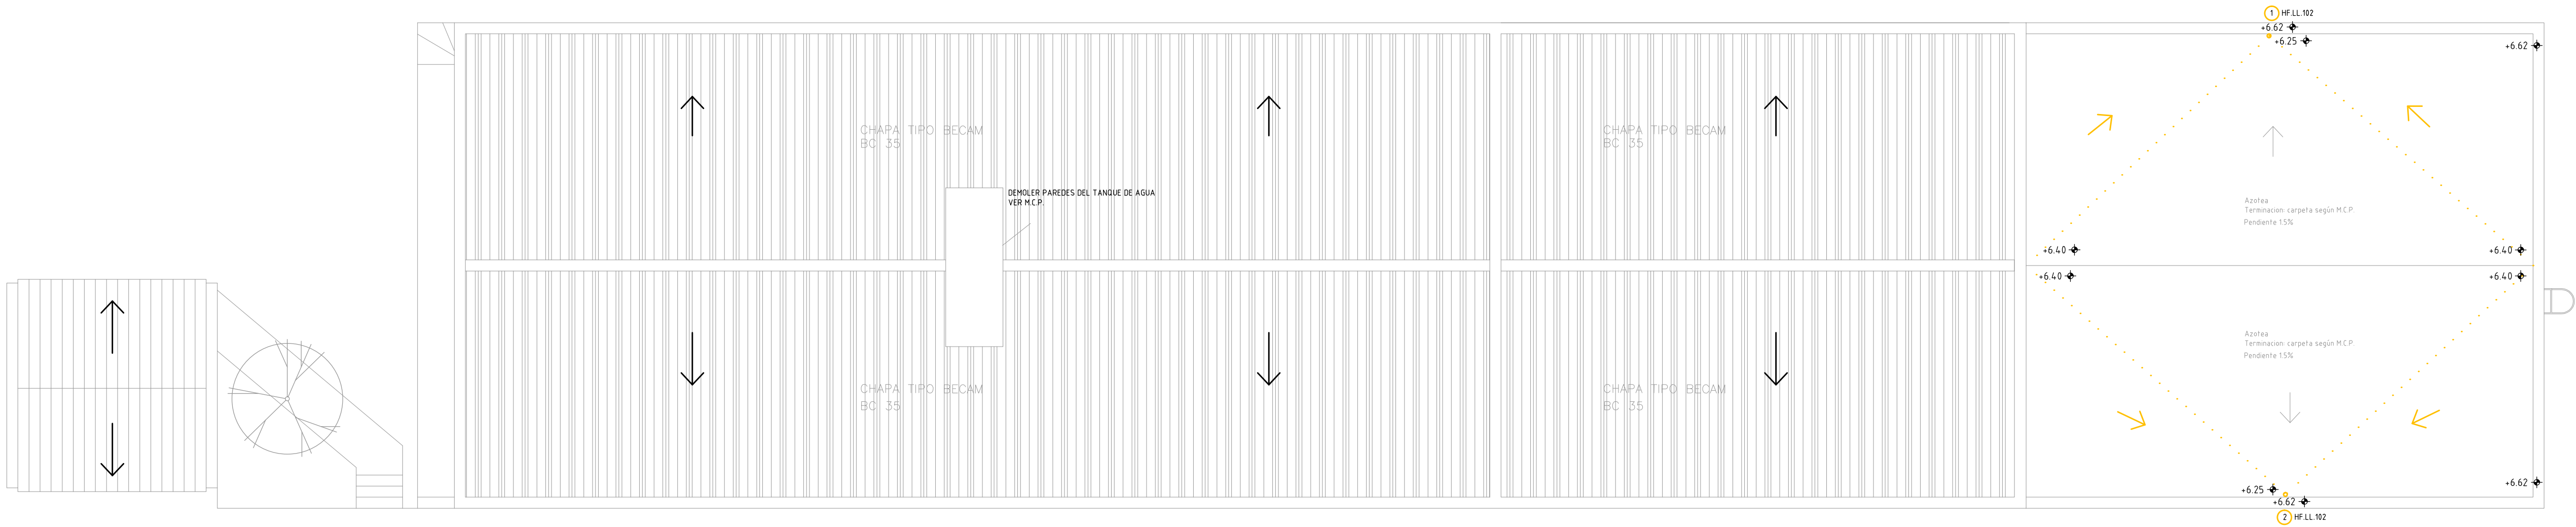 1 HF.LL.102
+6.62
+6.25
+6.62
CHAPA TIPO BECAM
BC 35
CHAPA TIPO BECAM
BC 35
DEMOLER PAREDES DEL TANQUE DE AGUA
VER M.C.P.
Azotea
Terminacion: carpeta según M.C.P.
Pendiente 1.5%
+6.40
+6.40
+6.40
+6.40
Azotea
Terminacion: carpeta según M.C.P
Pendiente 1.5%
CHAPA TIPO BECAM
BC 35
CHAPA TIPO BECAM
BC 35
+6.25
+6.62
+6.62
2 HF.LL.102